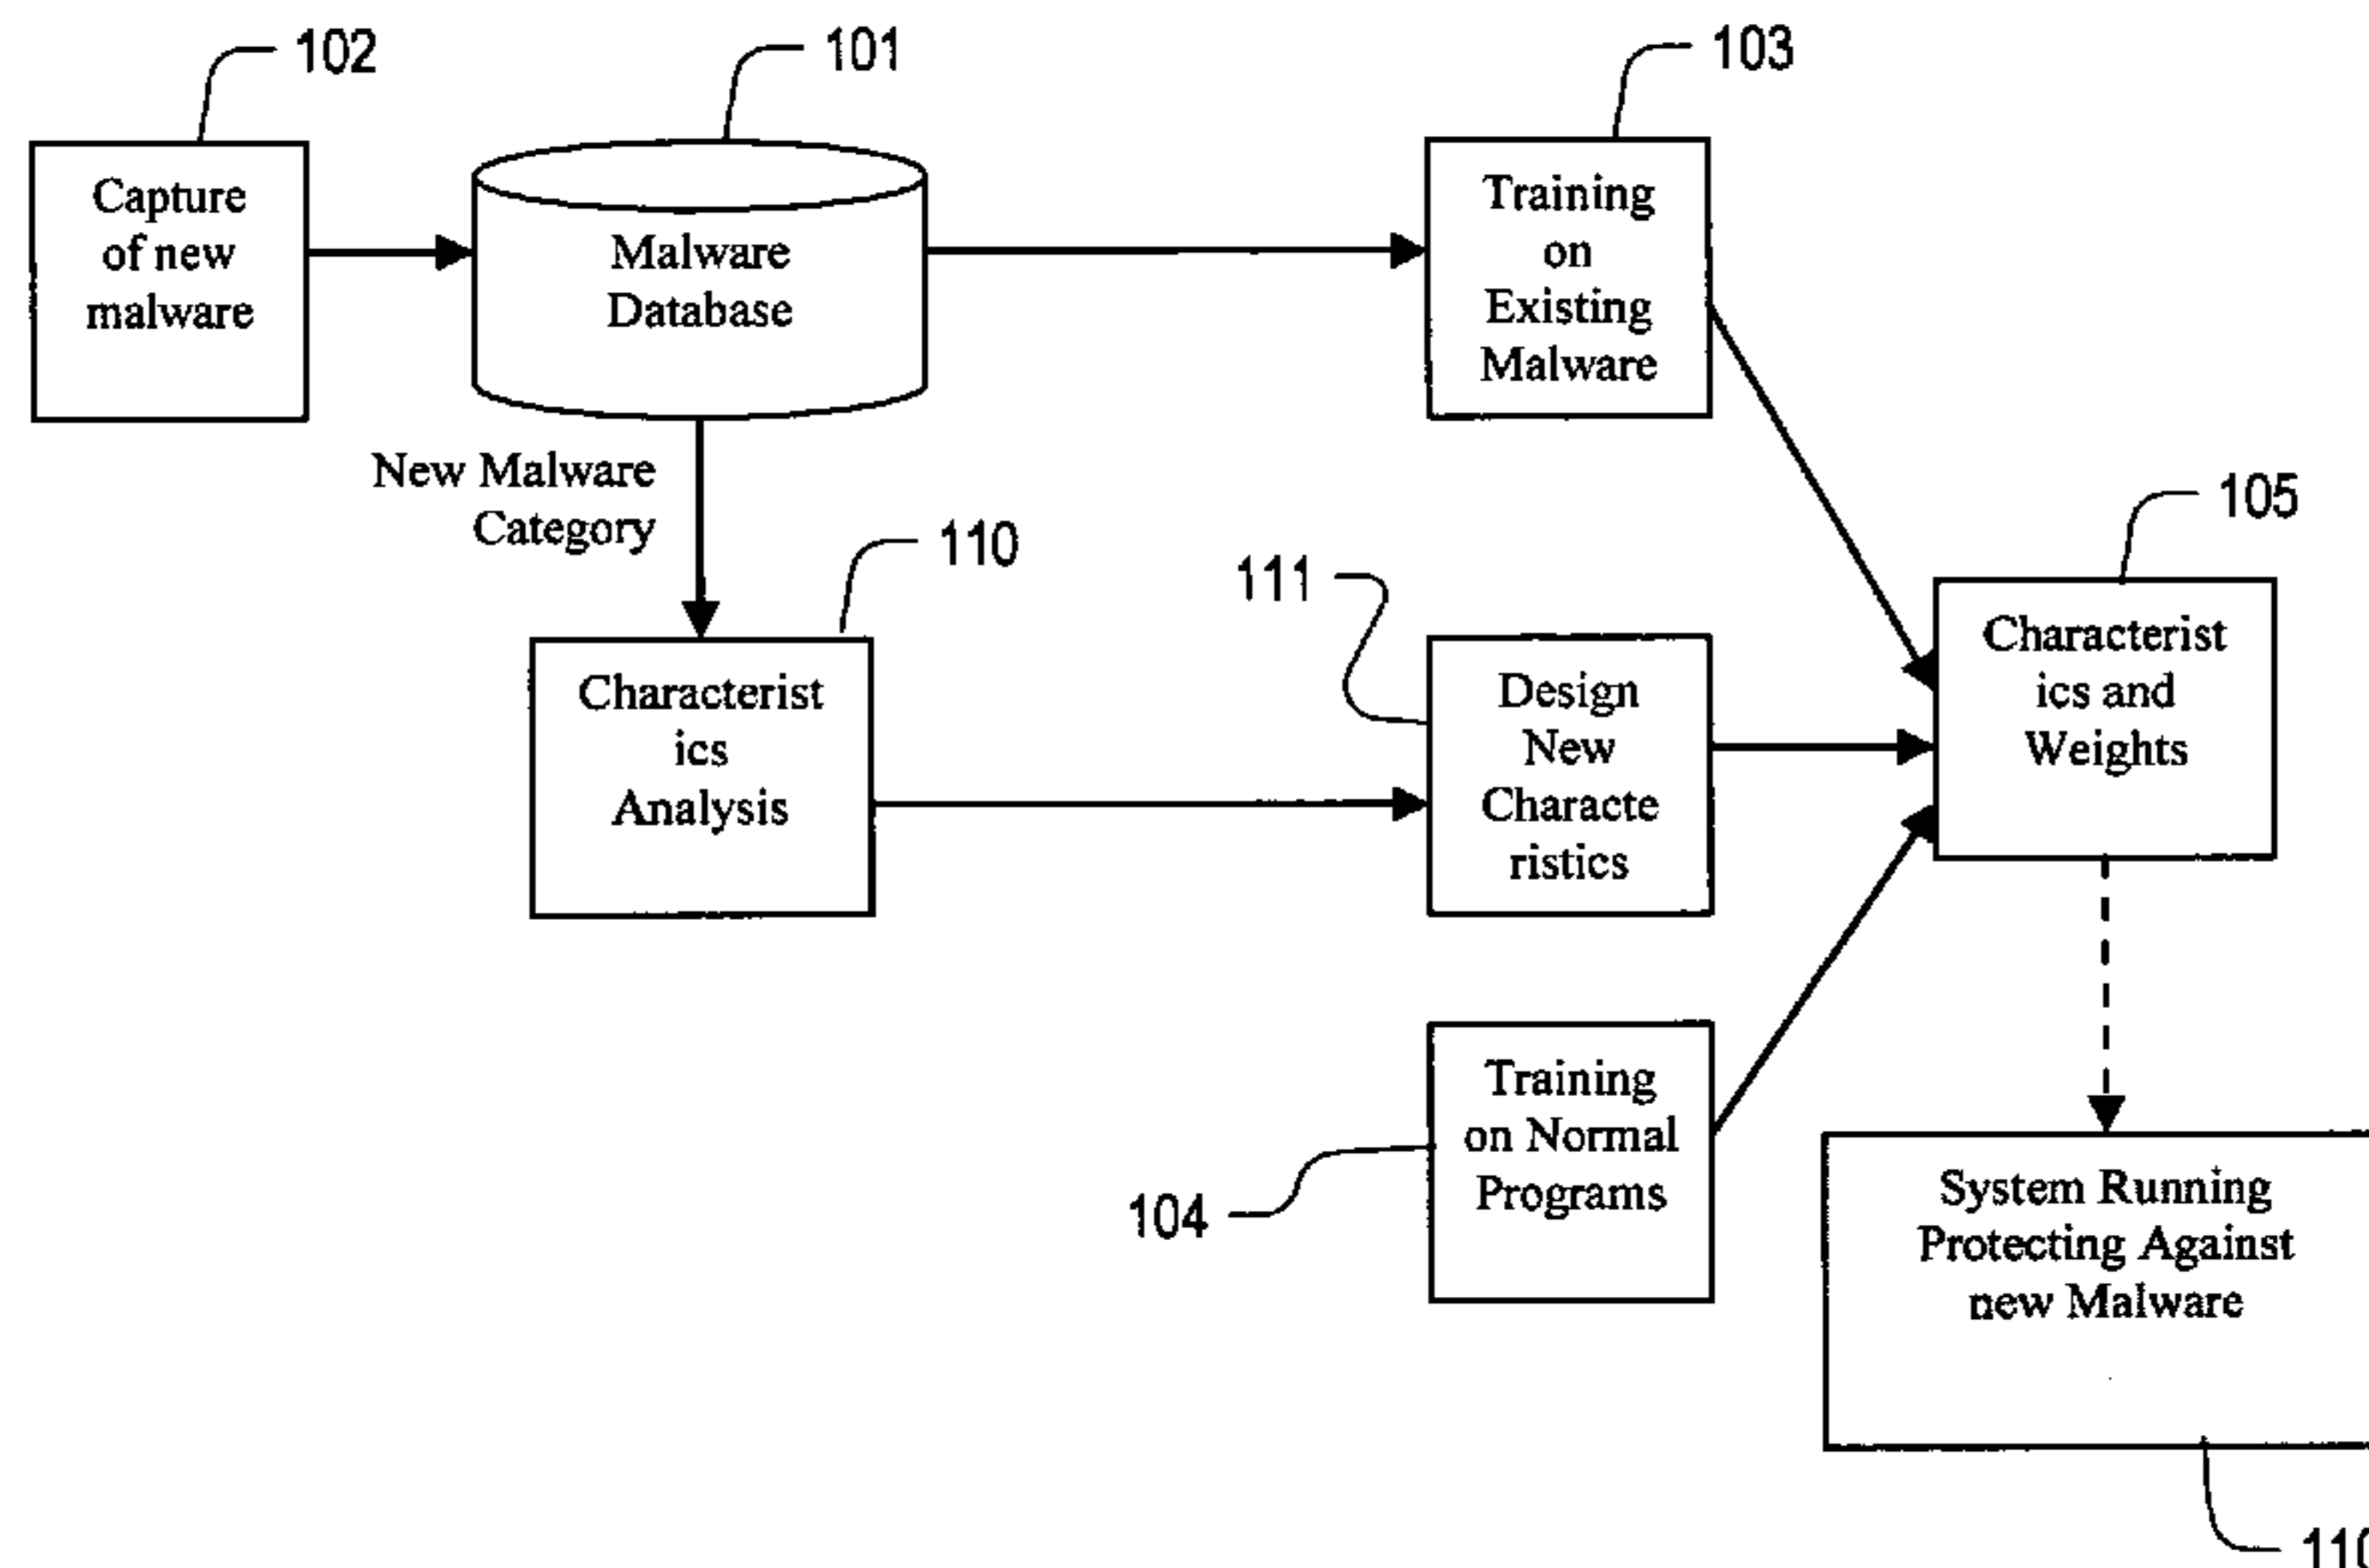 102
101
103
Capture
of new
malware
Malware
Database
Training
on
Existing
Malware
New Malware
Category
110
111
105
Characterist
ics
Analysis
Design
New
Characte
ristics
Characterist
ics and
Weights
104
Training
on Normal
Programs
System Running
Protecting Against
new Malware
110